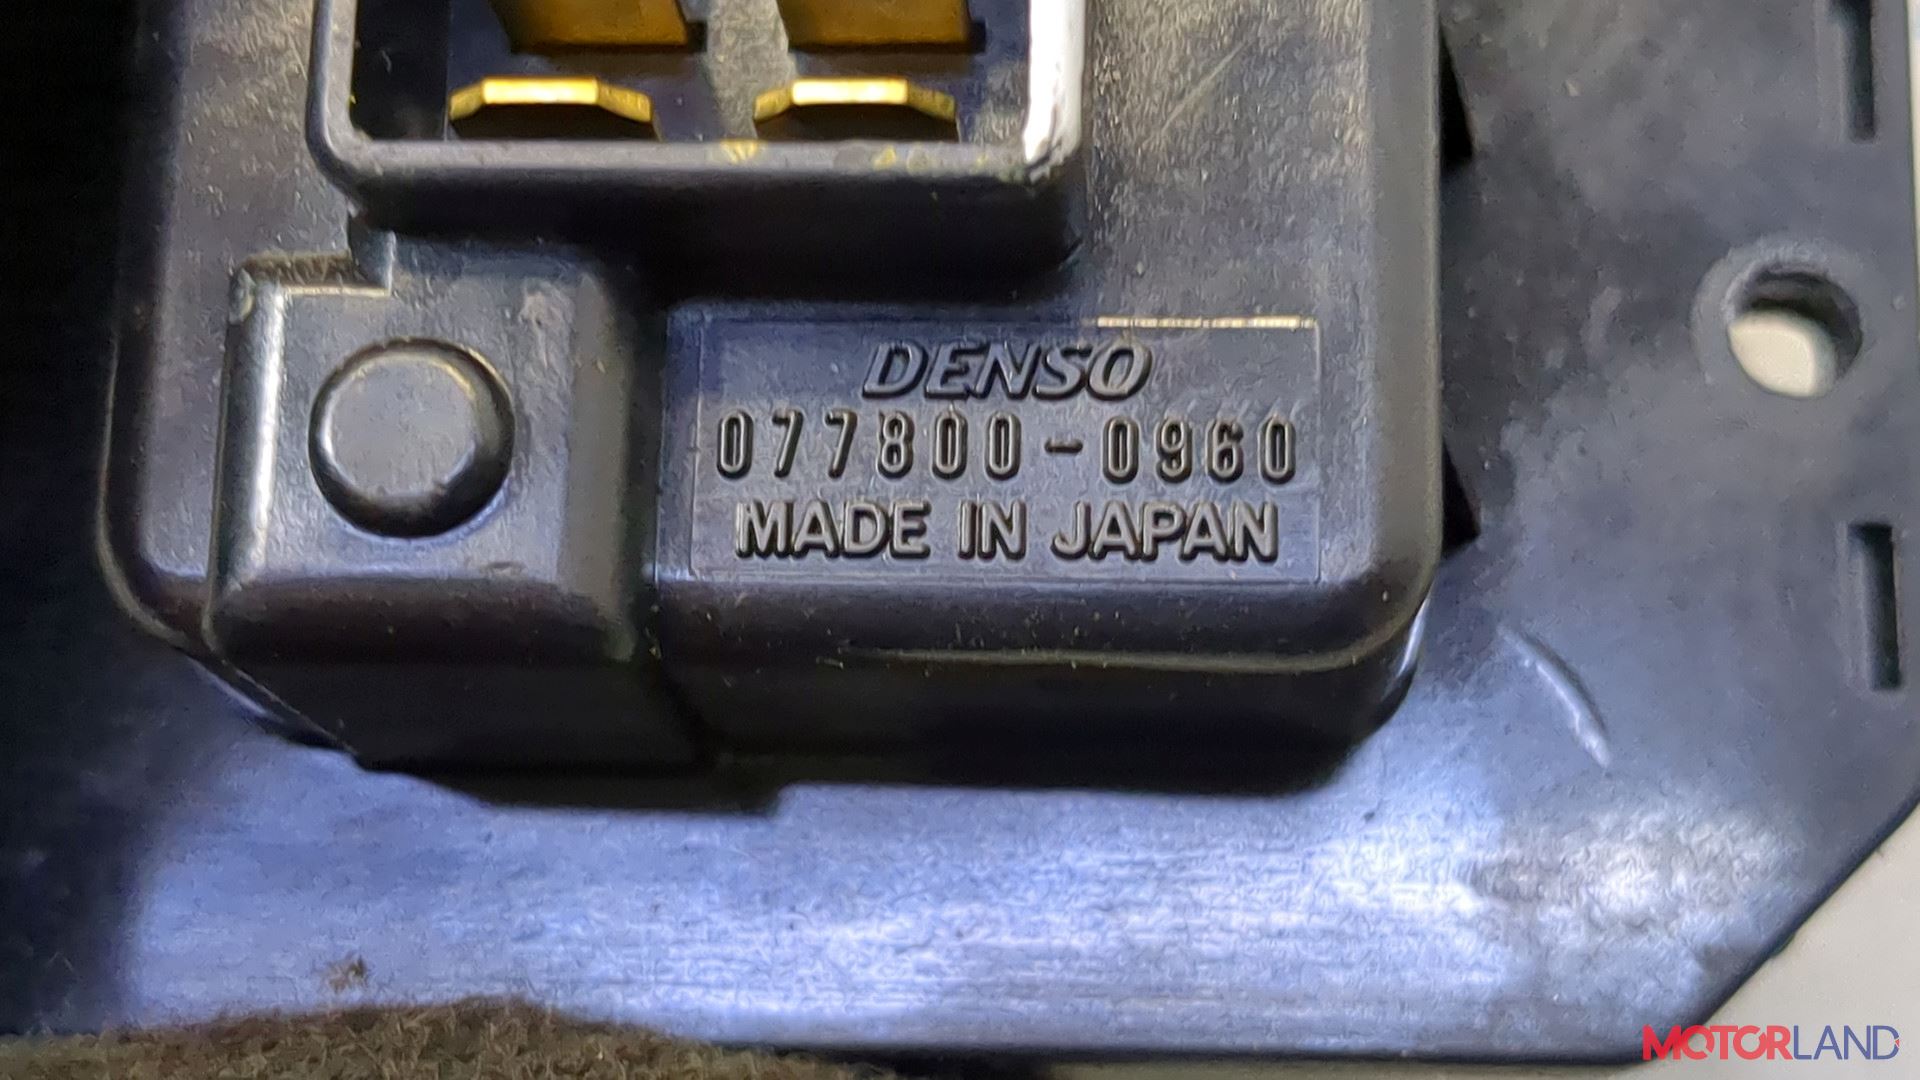 DENSO
077800-0960
MADE IN JAPAN
MOTORLAND